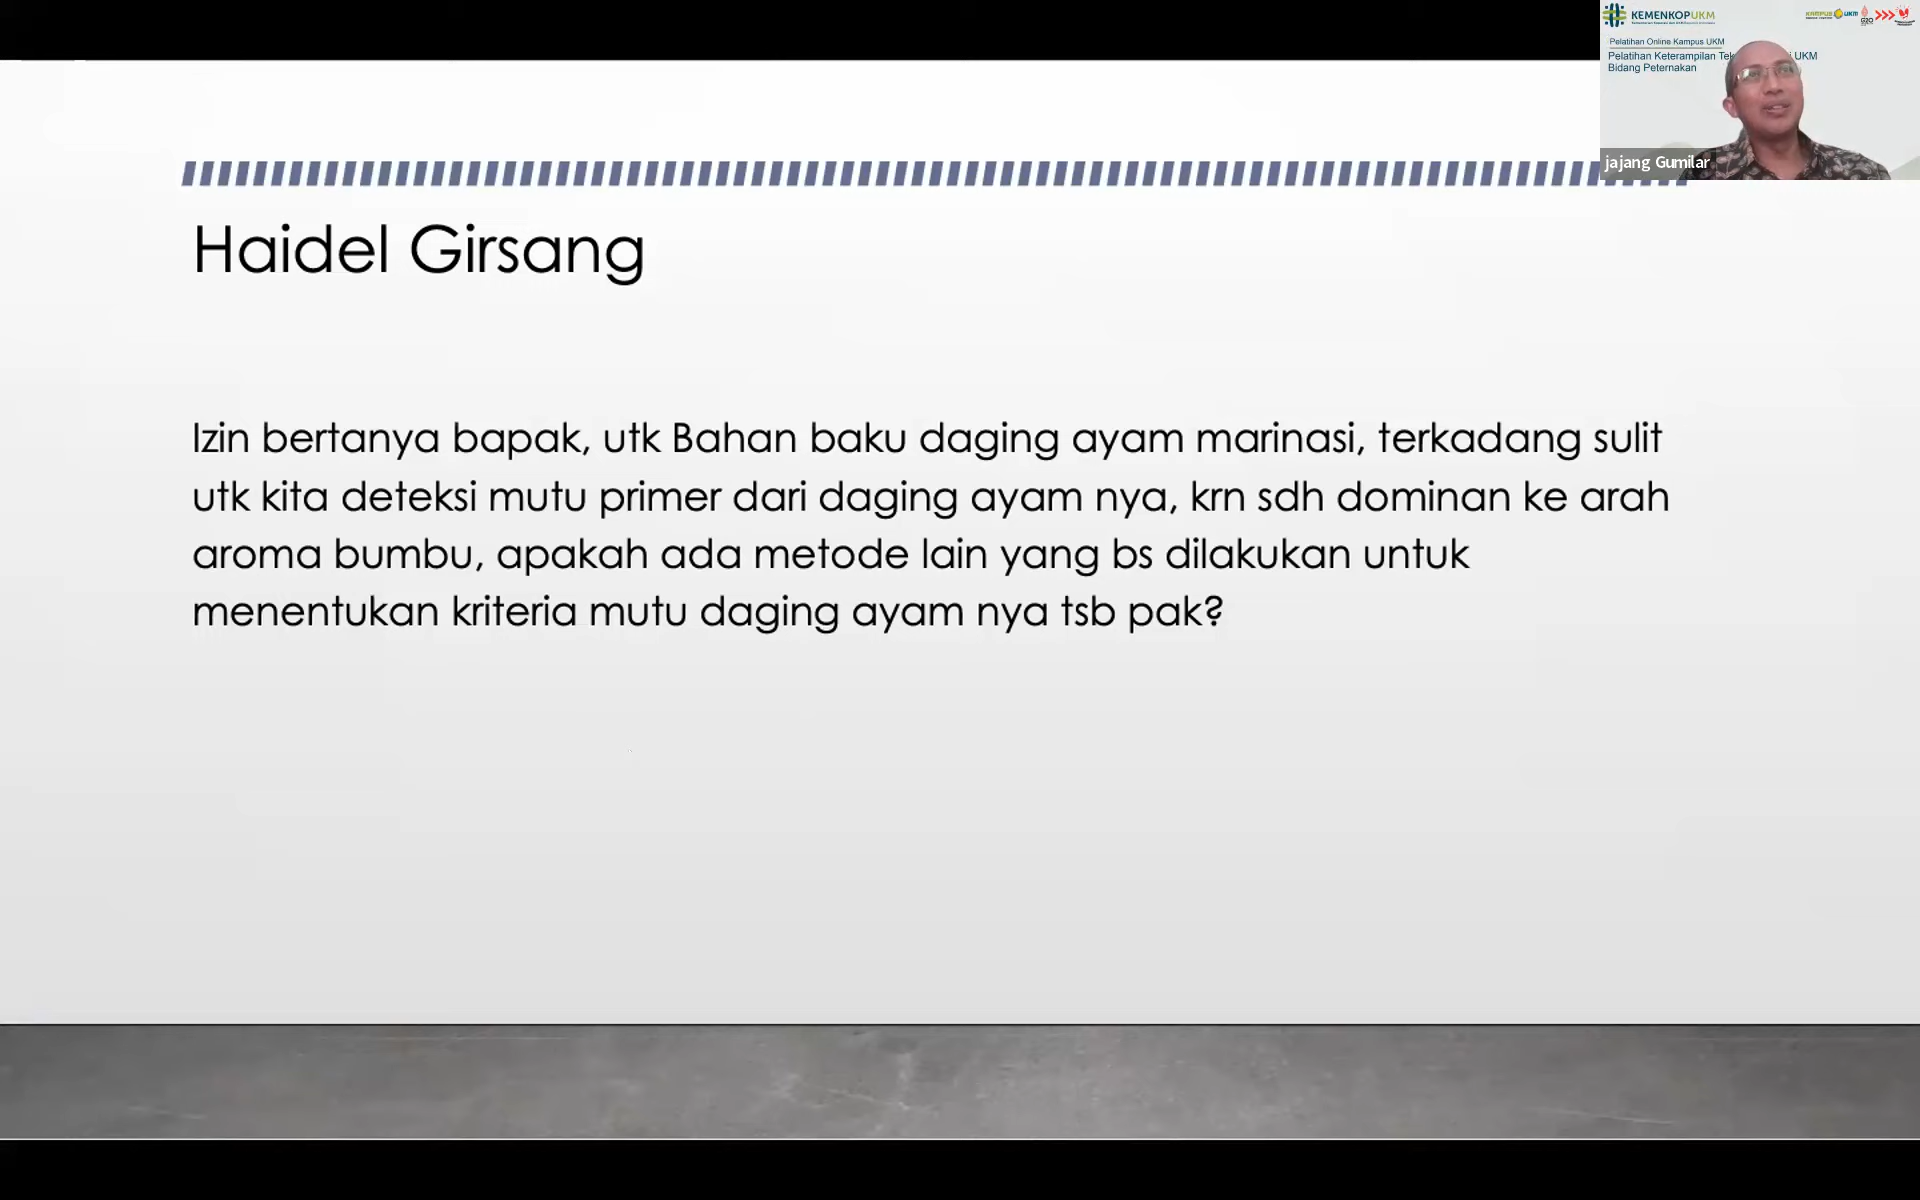 KEMENKOPUKM
KAMPUS UKM
G20
Pelatihan Online Kampus UKM
Pelatihan Keterampilan UKM
Bidang Peternakan
jajang Gumilar
Haidel Girsang
Izin bertanya bapak, utk Bahan baku daging ayam marinasi, terkadang sulit
utk kita deteksi mutu primer dari daging ayam nya, krn sdh dominan ke arah
aroma bumbu, apakah ada metode lain yang bs dilakukan untuk
menentukan kriteria mutu daging ayam nya tsb pak?